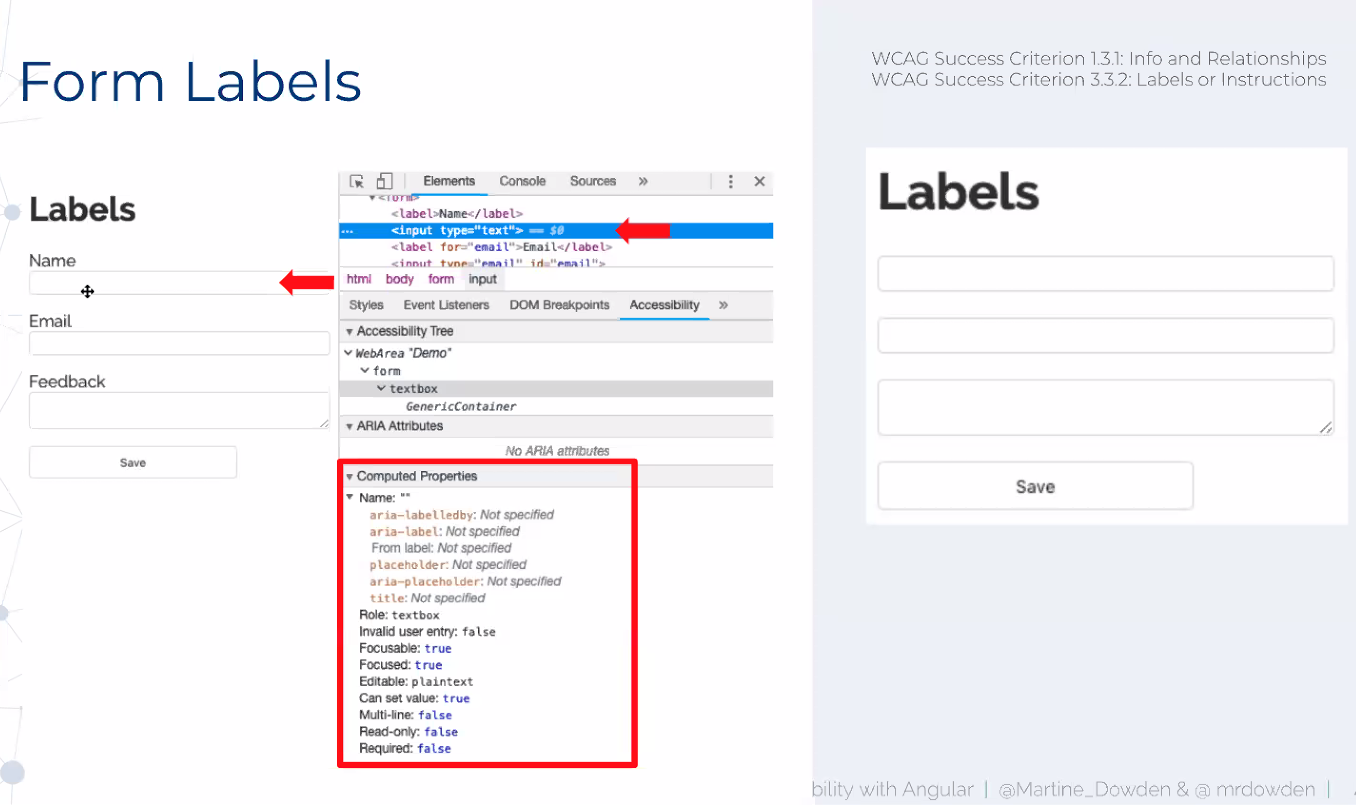 Form Labels
WCAG Success Criterion 1.3.1: Info and Relationships
WCAG Success Criterion 3.3.2: Labels or Instructions
Labels
Name
Email
Feedback
Save
Elements Console Sources »
<form>
<label>Name</label>
... <input type="text"> == $0
<label for="email">Email</label>
<input type="email" id="email">
html body form input
Styles Event Listeners DOM Breakpoints Accessibility »
Accessibility Tree
WebArea "Demo"
form
textbox
GenericContainer
ARIA Attributes
No ARIA attributes
Computed Properties
Name: ""
aria-labelledby: Not specified
aria-label: Not specified
From label: Not specified
placeholder: Not specified
aria-placeholder: Not specified
title: Not specified
Role: textbox
Invalid user entry: false
Focusable: true
Focused: true
Editable: plaintext
Can set value: true
Multi-line: false
Read-only: false
Required: false
Labels
Save
bility with Angular | @Martine_Dowden & @ mrdowden |